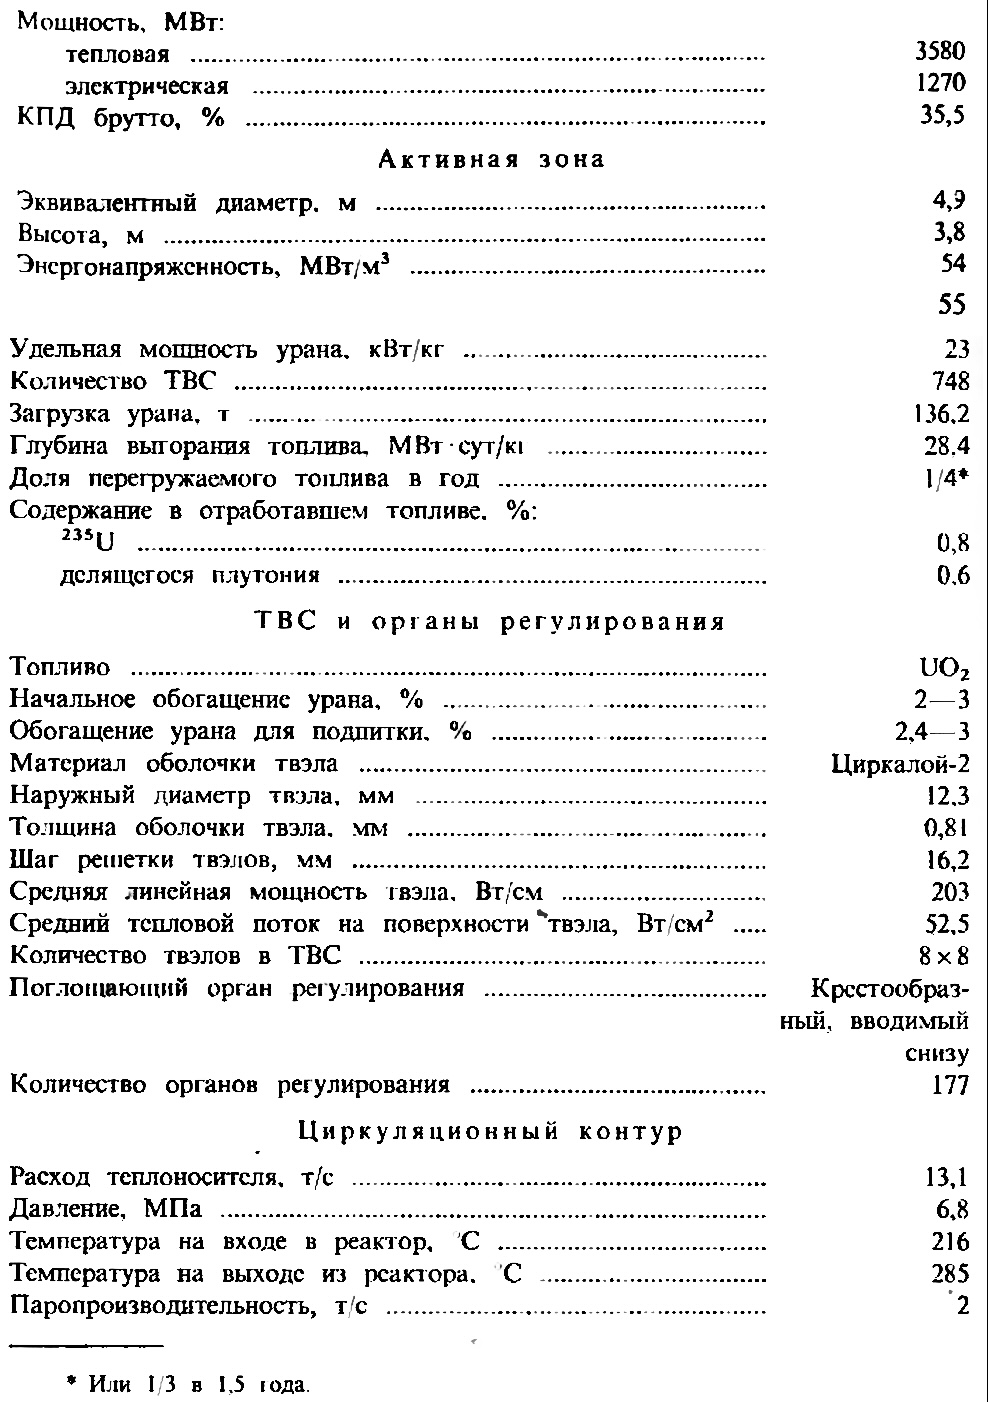 Мощность, МВт:
тепловая ..... 3580
электрическая ..... 1270
КПД брутто, % ..... 35,5
Активная зона
Эквивалентный диаметр, м ..... 4,9
Высота, м ..... 3,8
Энергонапряженность, МВт/м³ ..... 54
55
Удельная мощность урана, кВт/кг ..... 23
Количество ТВС ..... 748
Загрузка урана, т ..... 136,2
Глубина выгорания топлива, МВт·сут/кг ..... 28,4
Доля перегружаемого топлива в год ..... 1/4*
Содержание в отработавшем топливе, %:
²³⁵U ..... 0,8
делящегося плутония ..... 0,6
ТВС и органы регулирования
Топливо ..... UO₂
Начальное обогащение урана, % ..... 2—3
Обогащение урана для подпитки, % ..... 2,4—3
Материал оболочки твэла ..... Циркалой-2
Наружный диаметр твэла, мм ..... 12,3
Толщина оболочки твэла, мм ..... 0,81
Шаг решетки твэлов, мм ..... 16,2
Средняя линейная мощность твэла, Вт/см ..... 203
Средний тепловой поток на поверхности твэла, Вт/см² ..... 52,5
Количество твэлов в ТВС ..... 8×8
Поглощающий орган регулирования ..... Крестообраз-
ный, вводимый
снизу
Количество органов регулирования ..... 177
Циркуляционный контур
Расход теплоносителя, т/с ..... 13,1
Давление, МПа ..... 6,8
Температура на входе в реактор, °С ..... 216
Температура на выходе из реактора, °С ..... 285
Паропроизводительность, т/с ..... 2
* Или 1/3 в 1,5 года.